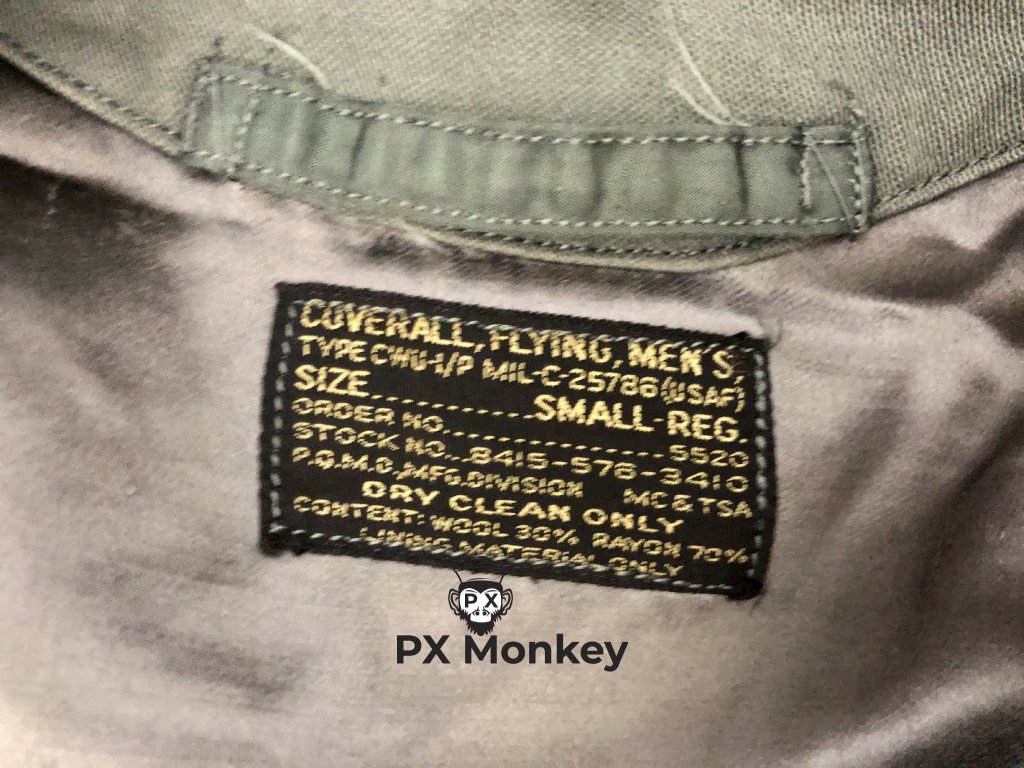 COVERALL, FLYING, MEN'S,
TYPE CWU-1/P MIL-C-25786 (USAF)
SIZE............SMALL-REG.
ORDER NO................5520
STOCK NO...8415-576-3410
P.Q.M.D.,MFG.DIVISION MC & TSA
DRY CLEAN ONLY
CONTENT: WOOL 30% RAYON 70%
LINING MATERIAL ONLY
PX
PX Monkey